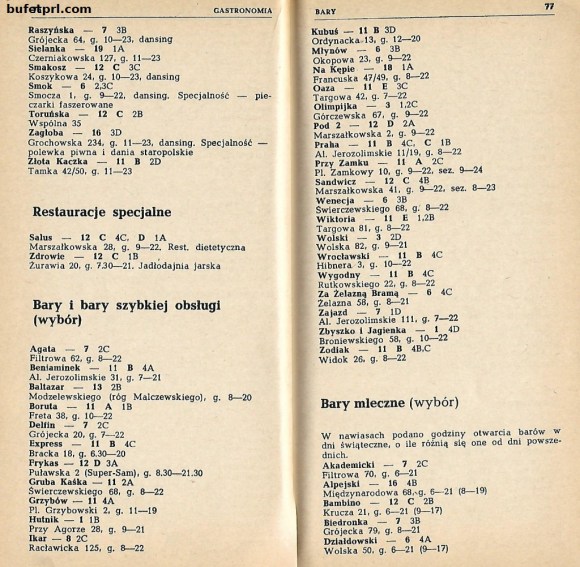 bufetprl.com
GASTRONOMIA
Raszyńska — 7 3B
Grójecka 64, g. 10—23, dansing
Sielanka — 19 1A
Czerniakowska 127, g. 11—23
Smakosz — 12 C 3C
Koszykowa 24, g. 10—23, dansing
Smok — 6 2,3C
Smocza 1, g. 9—22, dansing. Specjalność — pie-
czarki faszerowane
Toruńska — 12 C 2B
Wspólna 35
Zagłoba — 16 3D
Grochowska 234, g. 11—23, dansing. Specjalność —
polewka piwna i dania staropolskie
Złota Kaczka — 11 B 2D
Tamka 42/50, g. 11—23
Restauracje specjalne
Salus — 12 C 4C, D 1A
Marszałkowska 28, g. 9—22. Rest. dietetyczna
Zdrowie — 12 C 1B
Żurawia 20, g. 7.30—21. Jadłodajnia jarska
Bary i bary szybkiej obsługi
(wybór)
Agata — 7 2C
Filtrowa 62, g. 8—22
Beniaminek — 11 B 4A
Al. Jerozolimskie 31, g. 7—21
Baltazar — 13 2B
Modzelewskiego (róg Malczewskiego), g. 8—20
Boruta — 11 A 1B
Freta 38, g. 10—22
Delfin — 7 2C
Grójecka 20, g. 7—22
Express — 11 B 4C
Bracka 18, g. 6.30—20
Frykas — 12 D 3A
Puławska 2 (Super-Sam), g. 8.30—21.30
Gruba Kaśka — 11 2A
Świerczewskiego 68, g. 8—22
Grzybów — 11 4A
Pl. Grzybowski 2, g. 11—19
Hutnik — 1 1B
Przy Agorze 28, g. 9—21
Ikar — 8 2C
Racławicka 125, g. 8—22
BARY
77
Kubuś — 11 B 3D
Ordynacka 13, g. 12—20
Młynów — 6 3B
Okopowa 23, g. 9—22
Na Kępie — 18 1A
Francuska 47/49, g. 8—22
Oaza — 11 E 3C
Targowa 42, g. 7—22
Olimpijka — 3 1,2C
Górczewska 67, g. 9—22
Pod 2 — 12 D 2A
Marszałkowska 2, g. 9—22
Praha — 11 B 4C, C 1B
Al. Jerozolimskie 11/19, g. 8—22
Przy Zamku — 11 A 2C
Pl. Zamkowy 10, g. 9—22, sez. 9—24
Sandwicz — 12 C 4B
Marszałkowska 41, g. 9—22, sez. 8—23
Wenecja — 6 3B
Świerczewskiego 68, g. 8—22
Wiktoria — 11 E 1,2B
Targowa 81, g. 8—22
Wolski — 3 2D
Wolska 82, g. 9—21
Wrocławski — 11 B 4C
Hibnera 3, g. 10—22
Wygodny — 11 B 4C
Rutkowskiego 22, g. 8—22
Za Żelazną Bramą — 6 4C
Żelazna 58, g. 8—21
Zajazd — 7 1D
Al. Jerozolimskie 111, g. 7—22
Zbyszko i Jagienka — 1 4D
Broniewskiego 58, g. 10—22
Zodiak — 11 B 4B,C
Widok 26, g. 8—22
Bary mleczne (wybór)
W nawiasach podano godziny otwarcia barów w
dni świąteczne, o ile różnią się one od dni powsze-
dnich.
Akademicki — 7 2C
Filtrowa 70, g. 6—21
Alpejski — 16 4B
Międzynarodowa 68, g. 6—21 (8—19)
Bambino — 12 C 2B
Krucza 21, g. 6—21 (9—17)
Biedronka — 7 3B
Grójecka 79, g. 8—21
Działdowski — 6 4A
Wolska 50, g. 6—21 (9—17)